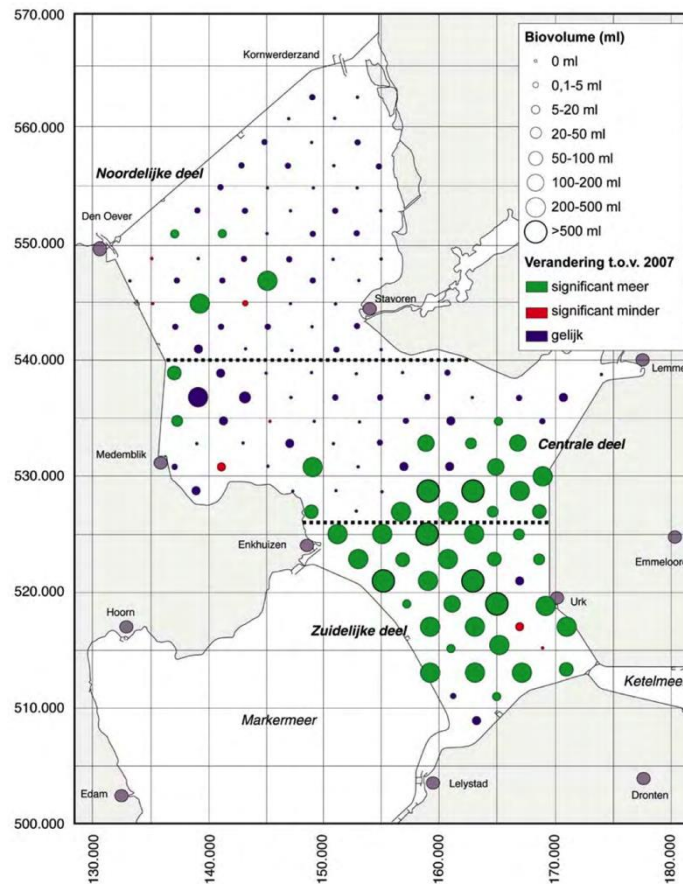 570.000
560.000
550.000
540.000
530.000
520.000
510.000
500.000
Kornwerderzand
Noordelijke deel
Den Oever
Stavoren
Lemme
Medemblik
Centrale deel
Enkhuizen
Emmeloord
Hoorn
Urk
Zuidelijke deel
Ketelmeer
Markermeer
Edam
Lelystad
Dronten
Biovolume (ml)
0 ml
0,1-5 ml
5-20 ml
20-50 ml
50-100 ml
100-200 ml
200-500 ml
>500 ml
Verandering t.o.v. 2007
significant meer
significant minder
gelijk
130.000
140.000
150.000
160.000
170.000
180.000